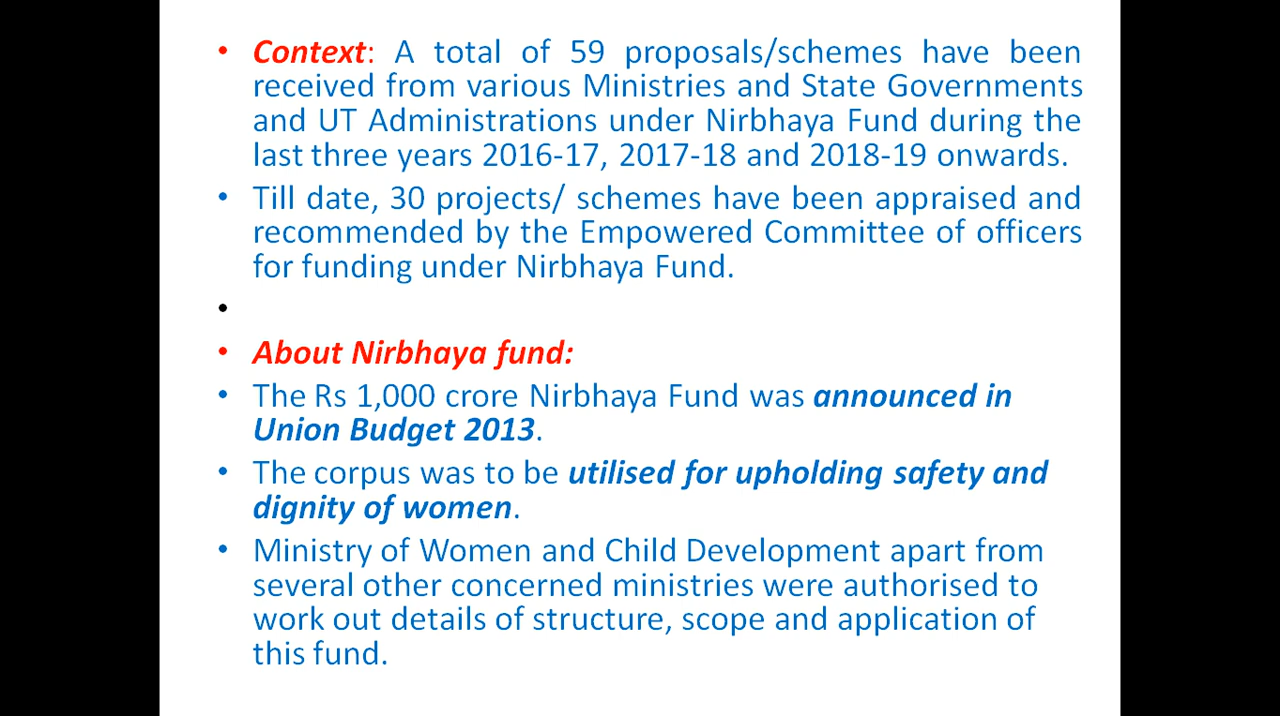 • Context: A total of 59 proposals/schemes have been
received from various Ministries and State Governments
and UT Administrations under Nirbhaya Fund during the
last three years 2016-17, 2017-18 and 2018-19 onwards.
• Till date, 30 projects/ schemes have been appraised and
recommended by the Empowered Committee of officers
for funding under Nirbhaya Fund.
•
• About Nirbhaya fund:
• The Rs 1,000 crore Nirbhaya Fund was announced in
Union Budget 2013.
• The corpus was to be utilised for upholding safety and
dignity of women.
• Ministry of Women and Child Development apart from
several other concerned ministries were authorised to
work out details of structure, scope and application of
this fund.